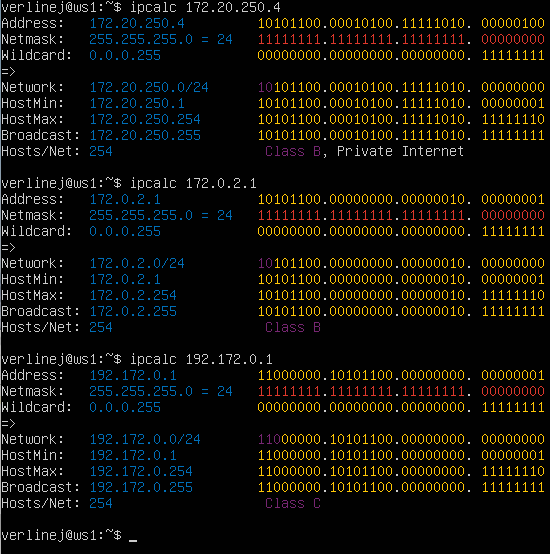 verlinej@ws1:~$ ipcalc 172.20.250.4
Address:   172.20.250.4         10101100.00010100.11111010. 00000100
Netmask:   255.255.255.0 = 24   11111111.11111111.11111111. 00000000
Wildcard:  0.0.0.255            00000000.00000000.00000000. 11111111
=>
Network:   172.20.250.0/24      10101100.00010100.11111010. 00000000
HostMin:   172.20.250.1         10101100.00010100.11111010. 00000001
HostMax:   172.20.250.254       10101100.00010100.11111010. 11111110
Broadcast: 172.20.250.255       10101100.00010100.11111010. 11111111
Hosts/Net: 254                   Class B, Private Internet
verlinej@ws1:~$ ipcalc 172.0.2.1
Address:   172.0.2.1            10101100.00000000.00000010. 00000001
Netmask:   255.255.255.0 = 24   11111111.11111111.11111111. 00000000
Wildcard:  0.0.0.255            00000000.00000000.00000000. 11111111
=>
Network:   172.0.2.0/24         10101100.00000000.00000010. 00000000
HostMin:   172.0.2.1            10101100.00000000.00000010. 00000001
HostMax:   172.0.2.254          10101100.00000000.00000010. 11111110
Broadcast: 172.0.2.255          10101100.00000000.00000010. 11111111
Hosts/Net: 254                   Class B
verlinej@ws1:~$ ipcalc 192.172.0.1
Address:   192.172.0.1          11000000.10101100.00000000. 00000001
Netmask:   255.255.255.0 = 24   11111111.11111111.11111111. 00000000
Wildcard:  0.0.0.255            00000000.00000000.00000000. 11111111
=>
Network:   192.172.0.0/24       11000000.10101100.00000000. 00000000
HostMin:   192.172.0.1          11000000.10101100.00000000. 00000001
HostMax:   192.172.0.254        11000000.10101100.00000000. 11111110
Broadcast: 192.172.0.255        11000000.10101100.00000000. 11111111
Hosts/Net: 254                   Class C
verlinej@ws1:~$ _